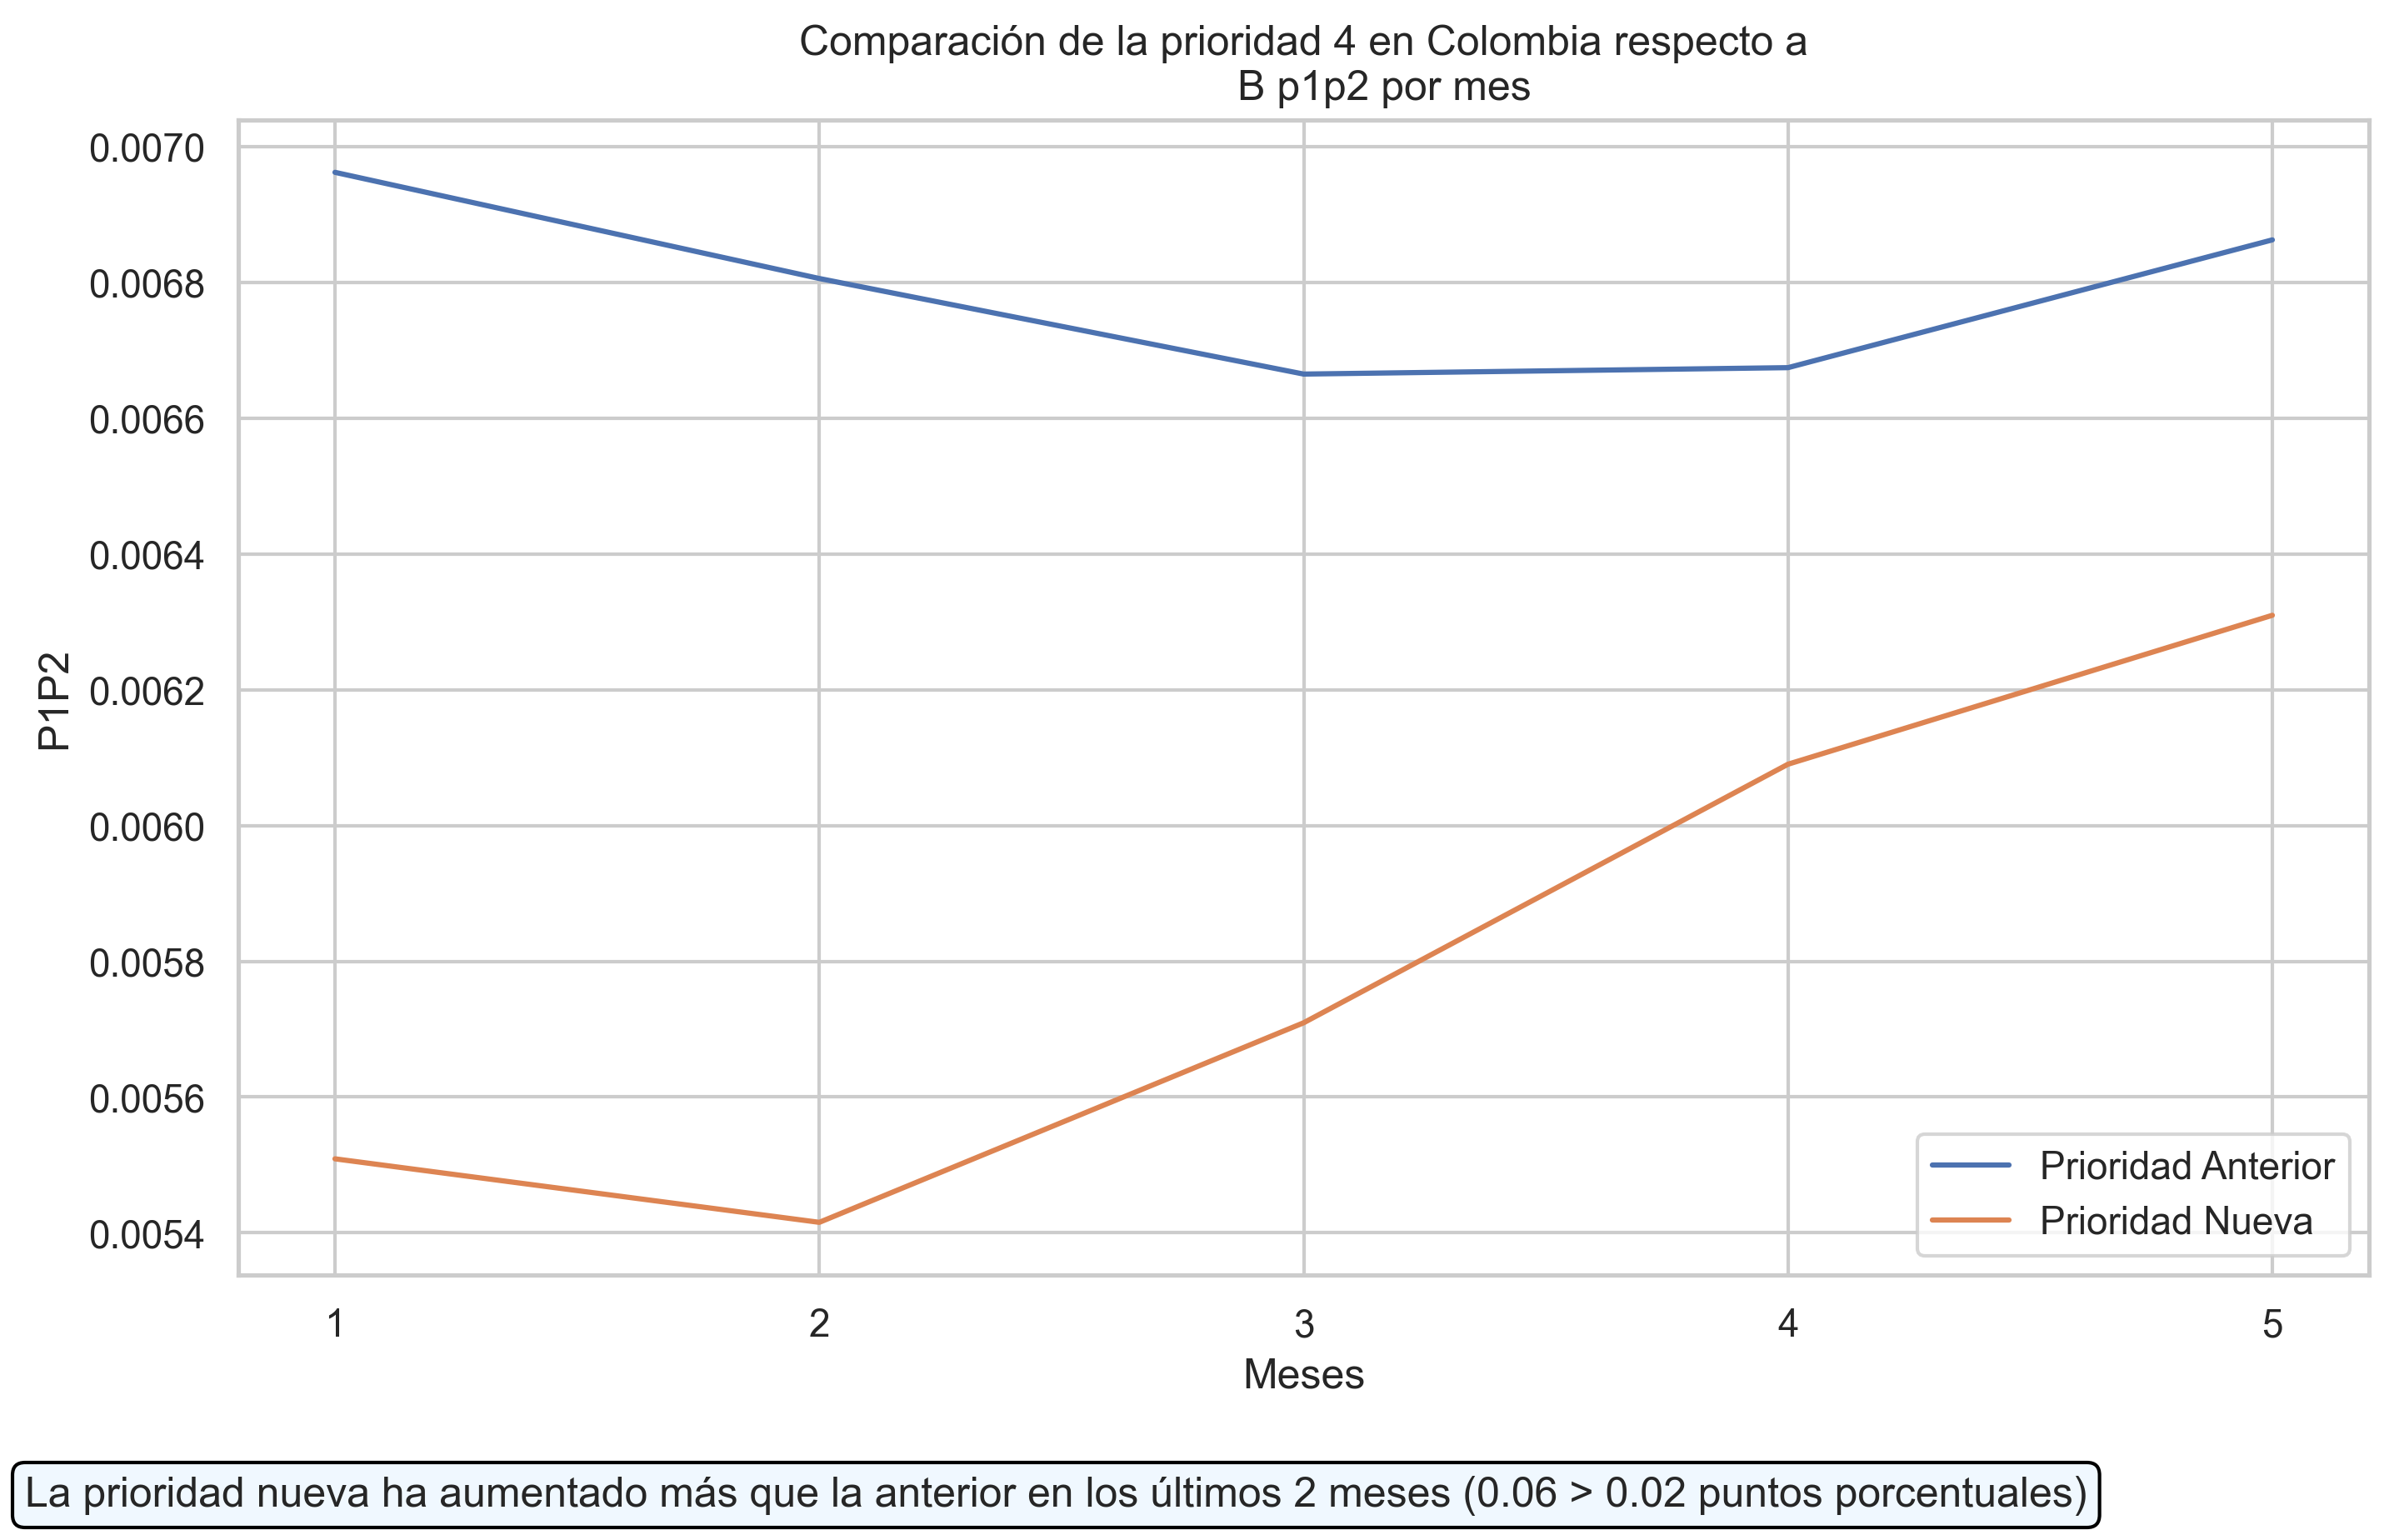 Comparación de la prioridad 4 en Colombia respecto a
B p1p2 por mes
0.0070
0.0068
0.0066
0.0064
0.0062
0.0060
0.0058
0.0056
0.0054
P1P2
Prioridad Anterior
Prioridad Nueva
1 2 3 4 5
Meses
La prioridad nueva ha aumentado más que la anterior en los últimos 2 meses (0.06 > 0.02 puntos porcentuales)